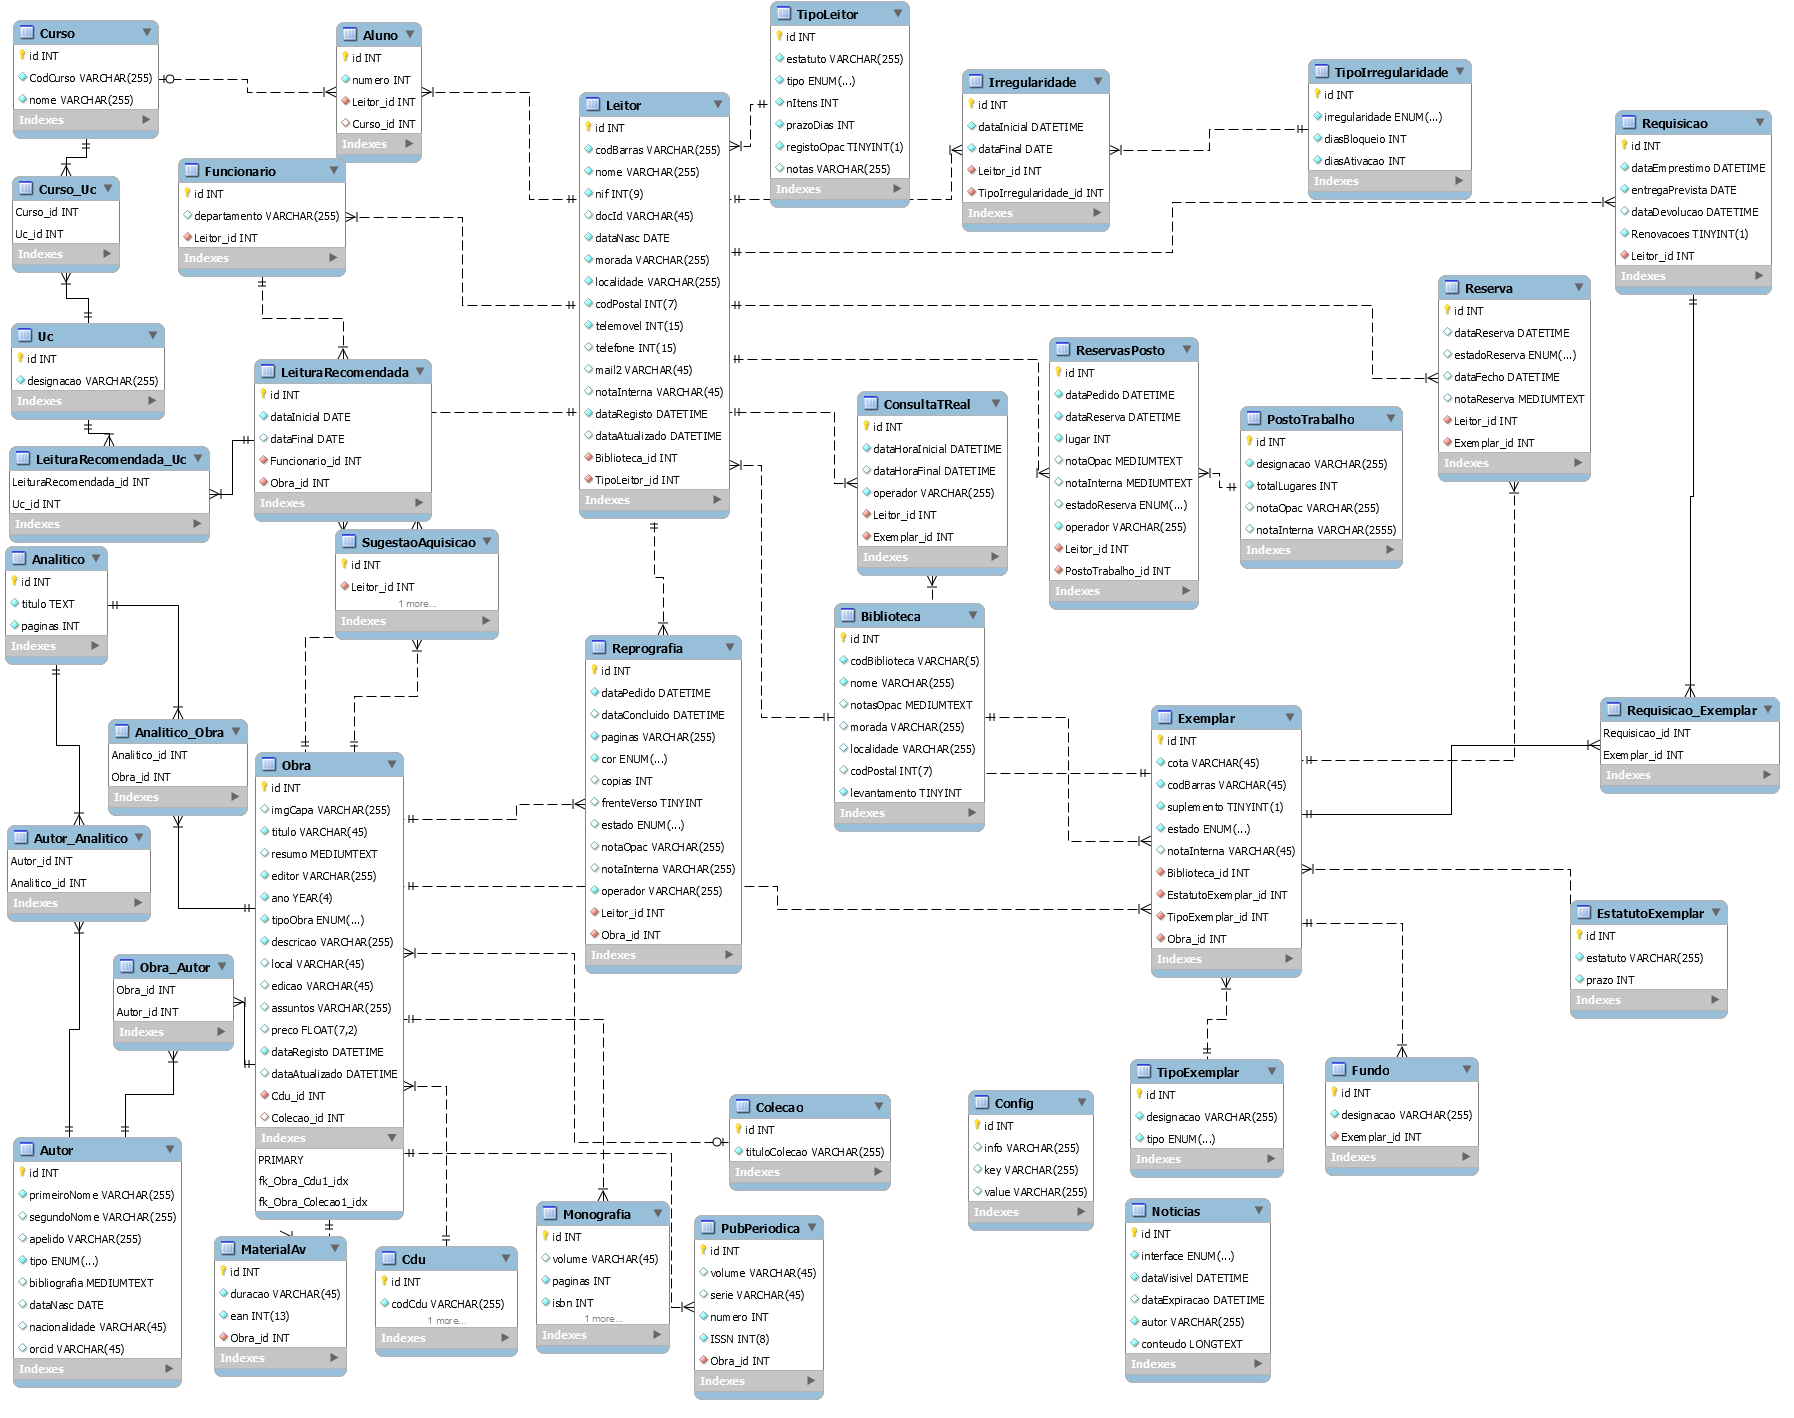 Curso
id INT
CodCurso VARCHAR(255)
nome VARCHAR(255)
Indexes
Aluno
id INT
numero INT
Leitor_id INT
Curso_id INT
Indexes
TipoLeitor
id INT
estatuto VARCHAR(255)
tipo ENUM(...)
nItens INT
prazoDias INT
registoOpac TINYINT(1)
notas VARCHAR(255)
Indexes
Irregularidade
id INT
dataInicial DATETIME
dataFinal DATE
Leitor_id INT
TipoIrregularidade_id INT
Indexes
TipoIrregularidade
id INT
irregularidade ENUM(...)
diasBloqueio INT
diasAtivacao INT
Indexes
Requisicao
id INT
dataEmprestimo DATETIME
entregaPrevista DATE
dataDevolucao DATETIME
Renovacoes TINYINT(1)
Leitor_id INT
Indexes
Leitor
id INT
codBarras VARCHAR(255)
nome VARCHAR(255)
nif INT(9)
docId VARCHAR(45)
dataNasc DATE
morada VARCHAR(255)
localidade VARCHAR(255)
codPostal INT(7)
telemovel INT(15)
telefone INT(15)
mail2 VARCHAR(45)
notaInterna VARCHAR(45)
dataRegisto DATETIME
dataAtualizado DATETIME
Biblioteca_id INT
TipoLeitor_id INT
Indexes
Curso_Uc
Curso_id INT
Uc_id INT
Indexes
Funcionario
id INT
departamento VARCHAR(255)
Leitor_id INT
Indexes
Uc
id INT
designacao VARCHAR(255)
Indexes
LeituraRecomendada
id INT
dataInicial DATE
dataFinal DATE
Funcionario_id INT
Obra_id INT
Indexes
LeituraRecomendada_Uc
LeituraRecomendada_id INT
Uc_id INT
Indexes
Reserva
id INT
dataReserva DATETIME
estadoReserva ENUM(...)
dataFecho DATETIME
notaReserva MEDIUMTEXT
Leitor_id INT
Exemplar_id INT
Indexes
ReservasPosto
id INT
dataPedido DATETIME
dataReserva DATETIME
lugar INT
notaOpac MEDIUMTEXT
notaInterna MEDIUMTEXT
estadoReserva ENUM(...)
operador VARCHAR(255)
Leitor_id INT
PostoTrabalho_id INT
Indexes
PostoTrabalho
id INT
designacao VARCHAR(255)
totalLugares INT
notaOpac VARCHAR(255)
notaInterna VARCHAR(2555)
Indexes
ConsultaTReal
id INT
dataHoraInicial DATETIME
dataHoraFinal DATETIME
operador VARCHAR(255)
Leitor_id INT
Exemplar_id INT
Indexes
SugestaoAquisicao
id INT
Leitor_id INT
1 more...
Indexes
Analitico
id INT
titulo TEXT
paginas INT
Indexes
Biblioteca
id INT
codBiblioteca VARCHAR(5)
nome VARCHAR(255)
notasOpac MEDIUMTEXT
morada VARCHAR(255)
localidade VARCHAR(255)
codPostal INT(7)
levantamento TINYINT
Indexes
Reprografia
id INT
dataPedido DATETIME
dataConcluido DATETIME
paginas VARCHAR(255)
cor ENUM(...)
copias INT
frenteVerso TINYINT
estado ENUM(...)
notaOpac VARCHAR(255)
notaInterna VARCHAR(255)
operador VARCHAR(255)
Leitor_id INT
Obra_id INT
Indexes
Analitico_Obra
Analitico_id INT
Obra_id INT
Indexes
Autor_Analitico
Autor_id INT
Analitico_id INT
Indexes
Obra
id INT
imgCapa VARCHAR(255)
titulo VARCHAR(45)
resumo MEDIUMTEXT
editor VARCHAR(255)
ano YEAR(4)
tipoObra ENUM(...)
descricao VARCHAR(255)
local VARCHAR(45)
edicao VARCHAR(45)
assuntos VARCHAR(255)
preco FLOAT(7,2)
dataRegisto DATETIME
dataAtualizado DATETIME
Cdu_id INT
Colecao_id INT
Indexes
PRIMARY
fk_Obra_Cdu1_idx
fk_Obra_Colecao1_idx
Exemplar
id INT
cota VARCHAR(45)
codBarras VARCHAR(45)
suplemento TINYINT(1)
estado ENUM(...)
notaInterna VARCHAR(45)
Biblioteca_id INT
EstatutoExemplar_id INT
TipoExemplar_id INT
Obra_id INT
Indexes
Requisicao_Exemplar
Requisicao_id INT
Exemplar_id INT
Indexes
EstatutoExemplar
id INT
estatuto VARCHAR(255)
prazo INT
Indexes
Obra_Autor
Obra_id INT
Autor_id INT
Indexes
TipoExemplar
id INT
designacao VARCHAR(255)
tipo ENUM(...)
Indexes
Fundo
id INT
designacao VARCHAR(255)
Exemplar_id INT
Indexes
Colecao
id INT
tituloColecao VARCHAR(255)
Indexes
Config
id INT
info VARCHAR(255)
key VARCHAR(255)
value VARCHAR(255)
Indexes
Autor
id INT
primeiroNome VARCHAR(255)
segundoNome VARCHAR(255)
apelido VARCHAR(255)
tipo ENUM(...)
bibliografia MEDIUMTEXT
dataNasc DATE
nacionalidade VARCHAR(45)
orcid VARCHAR(45)
Indexes
MaterialAv
id INT
duracao VARCHAR(45)
ean INT(13)
Obra_id INT
Indexes
Cdu
id INT
codCdu VARCHAR(255)
1 more...
Indexes
Monografia
id INT
volume VARCHAR(45)
paginas INT
isbn INT
1 more...
Indexes
PubPeriodica
id INT
volume VARCHAR(45)
serie VARCHAR(45)
numero INT
ISSN INT(8)
Obra_id INT
Indexes
Noticias
id INT
interface ENUM(...)
dataVisivel DATETIME
dataExpiracao DATETIME
autor VARCHAR(255)
conteudo LONGTEXT
Indexes